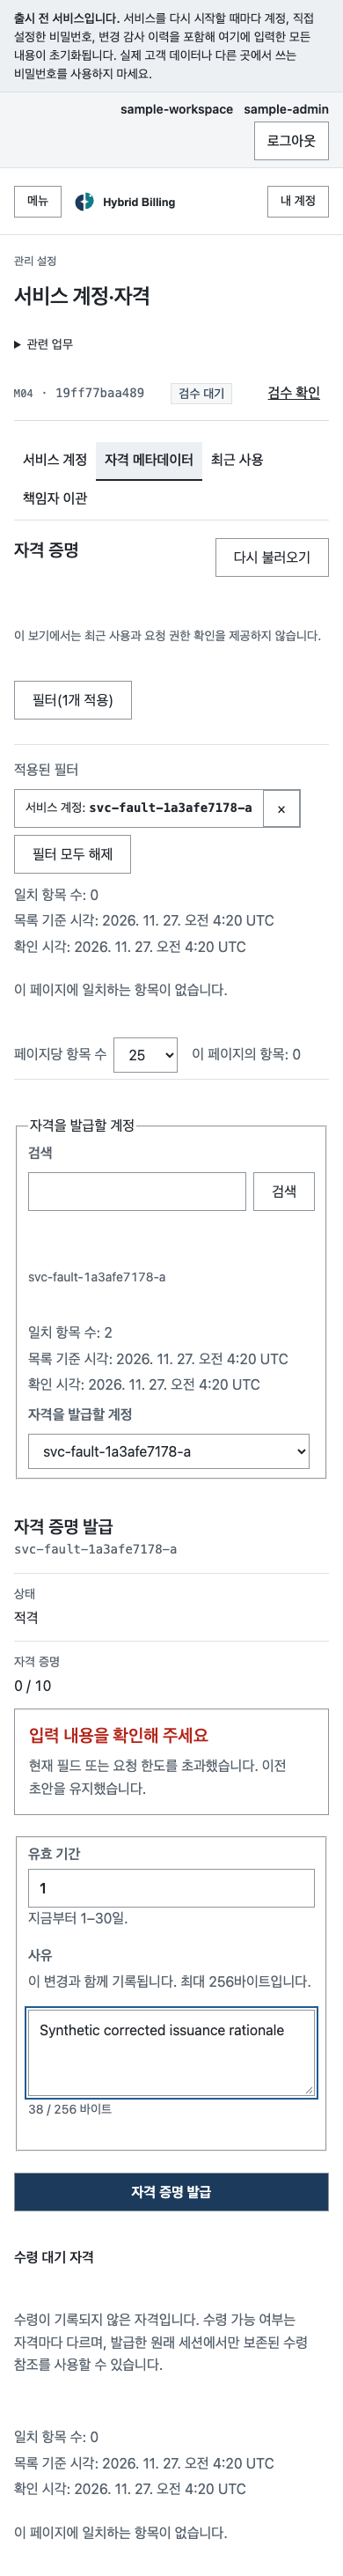 출시 전 서비스입니다. 서비스를 다시 시작할 때마다 계정, 직접
설정한 비밀번호, 변경 감사 이력을 포함해 여기에 입력한 모든
내용이 초기화됩니다. 실제 고객 데이터나 다른 곳에서 쓰는
비밀번호를 사용하지 마세요.
sample-workspace sample-admin
로그아웃
메뉴 Hybrid Billing 내 계정
관리 설정
서비스 계정·자격
▶ 관련 업무
M04 · 19ff77baa489 검수 대기 검수 확인
서비스 계정 자격 메타데이터 최근 사용
책임자 이관
자격 증명 다시 불러오기
이 보기에서는 최근 사용과 요청 권한 확인을 제공하지 않습니다.
필터(1개 적용)
적용된 필터
서비스 계정: svc-fault-1a3afe7178-a ×
필터 모두 해제
일치 항목 수: 0
목록 기준 시각: 2026. 11. 27. 오전 4:20 UTC
확인 시각: 2026. 11. 27. 오전 4:20 UTC
이 페이지에 일치하는 항목이 없습니다.
페이지당 항목 수 25 이 페이지의 항목: 0
자격을 발급할 계정
검색
검색
svc-fault-1a3afe7178-a
일치 항목 수: 2
목록 기준 시각: 2026. 11. 27. 오전 4:20 UTC
확인 시각: 2026. 11. 27. 오전 4:20 UTC
자격을 발급할 계정
svc-fault-1a3afe7178-a
자격 증명 발급
svc-fault-1a3afe7178-a
상태
적격
자격 증명
0 / 10
입력 내용을 확인해 주세요
현재 필드 또는 요청 한도를 초과했습니다. 이전
초안을 유지했습니다.
유효 기간
1
지금부터 1–30일.
사유
이 변경과 함께 기록됩니다. 최대 256바이트입니다.
Synthetic corrected issuance rationale
38 / 256 바이트
자격 증명 발급
수령 대기 자격
수령이 기록되지 않은 자격입니다. 수령 가능 여부는
자격마다 다르며, 발급한 원래 세션에서만 보존된 수령
참조를 사용할 수 있습니다.
일치 항목 수: 0
목록 기준 시각: 2026. 11. 27. 오전 4:20 UTC
확인 시각: 2026. 11. 27. 오전 4:20 UTC
이 페이지에 일치하는 항목이 없습니다.